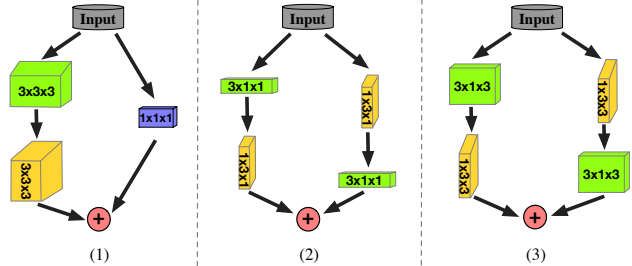 Input
3x3x3
1x1x1
3x3x3
+
(1)
Input
3x1x1
1x3x1
1x3x1
3x1x1
+
(2)
Input
3x1x3
1x3x3
1x3x3
3x1x3
+
(3)